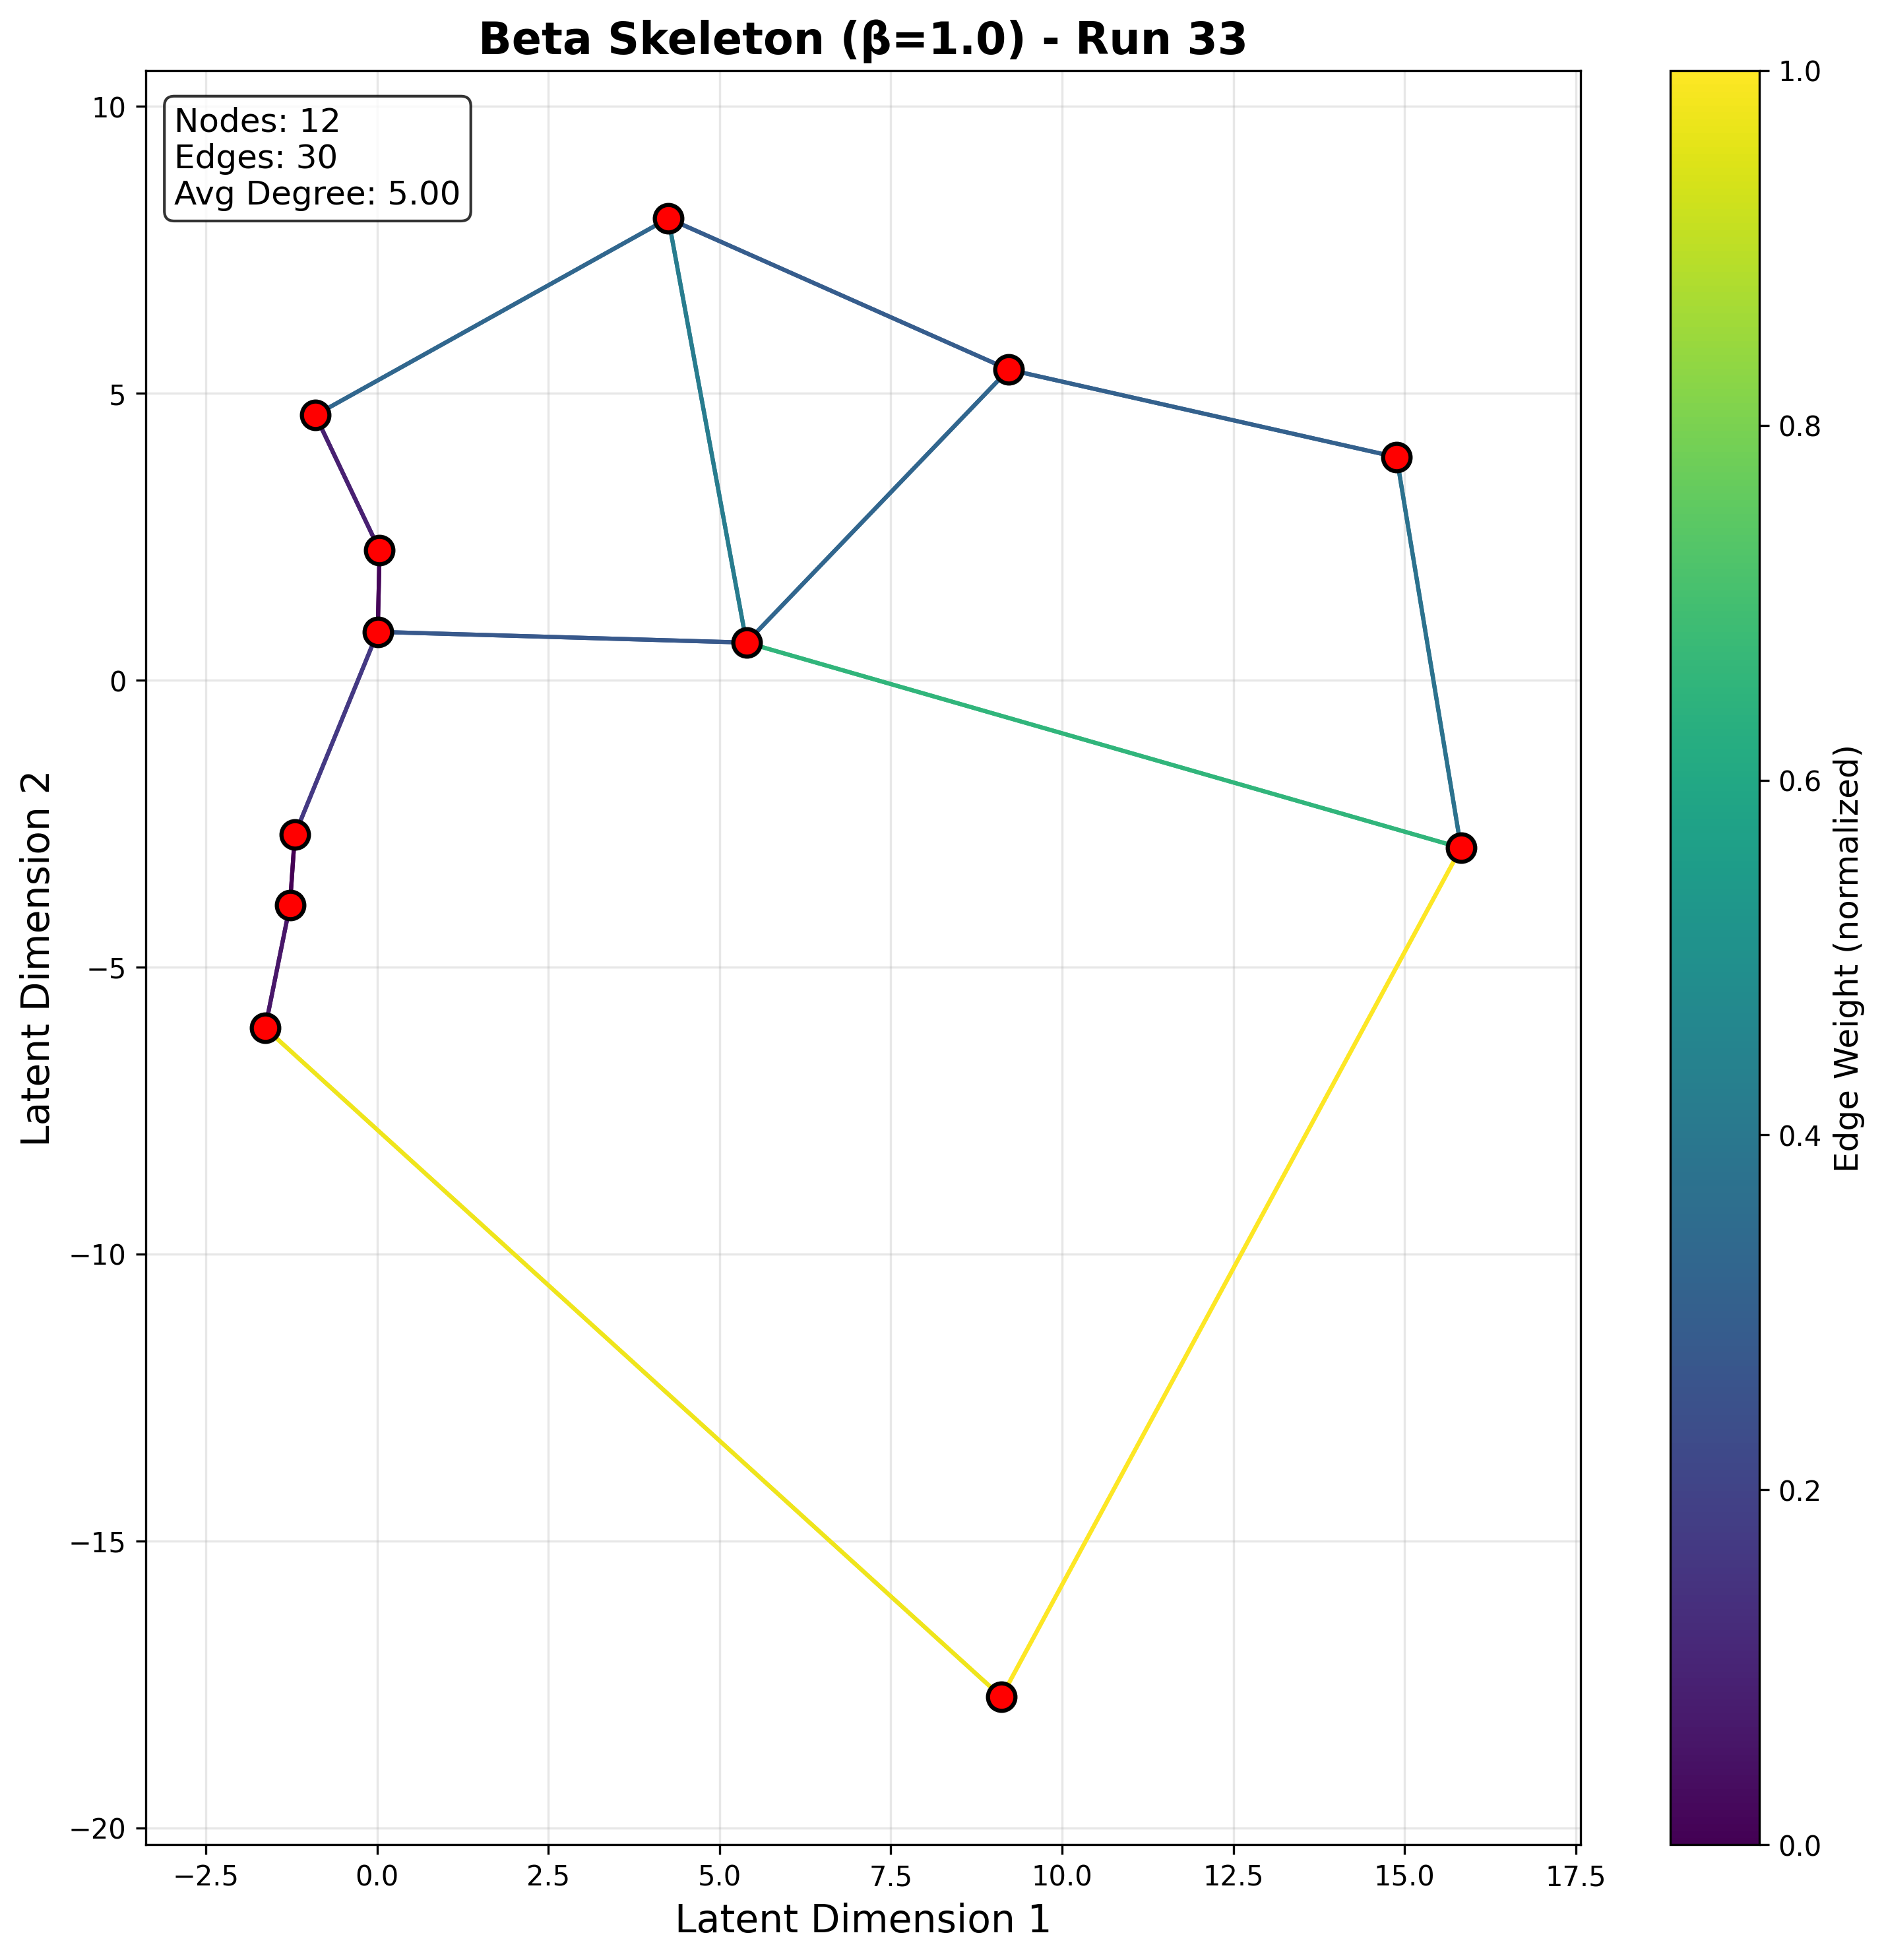 Beta Skeleton (β=1.0) - Run 33
Nodes: 12
Edges: 30
Avg Degree: 5.00
10
5
0
−5
−10
−15
−20
Latent Dimension 2
−2.5 0.0 2.5 5.0 7.5 10.0 12.5 15.0 17.5
Latent Dimension 1
1.0
0.8
0.6
0.4
0.2
0.0
Edge Weight (normalized)